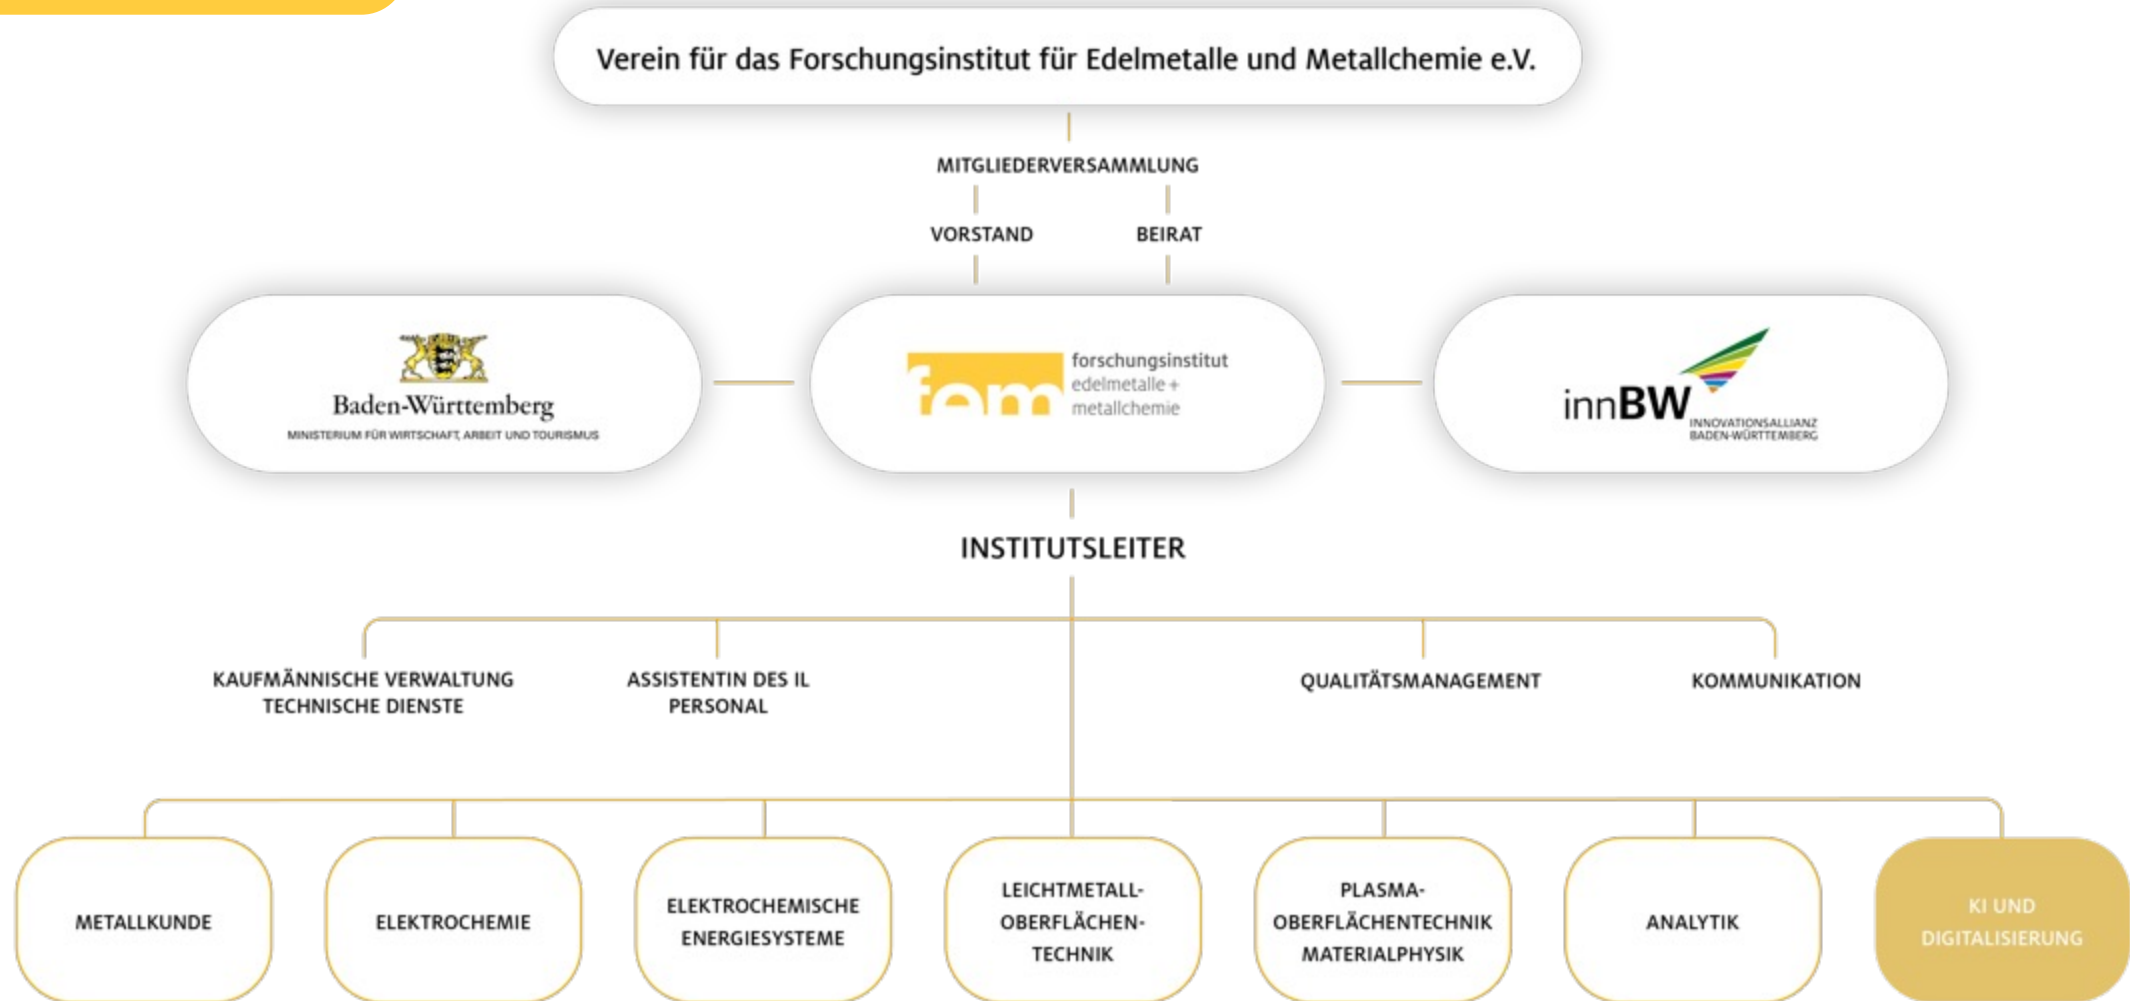 Verein für das Forschungsinstitut für Edelmetalle und Metallchemie e.V.
MITGLIEDERVERSAMMLUNG
VORSTAND
BEIRAT
Baden-Württemberg
MINISTERIUM FÜR WIRTSCHAFT, ARBEIT UND TOURISMUS
fem
forschungsinstitut
edelmetalle +
metallchemie
innBW
INNOVATIONSALLIANZ
BADEN-WÜRTTEMBERG
INSTITUTSLEITER
KAUFMÄNNISCHE VERWALTUNG
TECHNISCHE DIENSTE
ASSISTENTIN DES IL
PERSONAL
QUALITÄTSMANAGEMENT
KOMMUNIKATION
METALLKUNDE
ELEKTROCHEMIE
ELEKTROCHEMISCHE
ENERGIESYSTEME
LEICHTMETALL-
OBERFLÄCHEN-
TECHNIK
PLASMA-
OBERFLÄCHENTECHNIK
MATERIALPHYSIK
ANALYTIK
KI UND
DIGITALISIERUNG